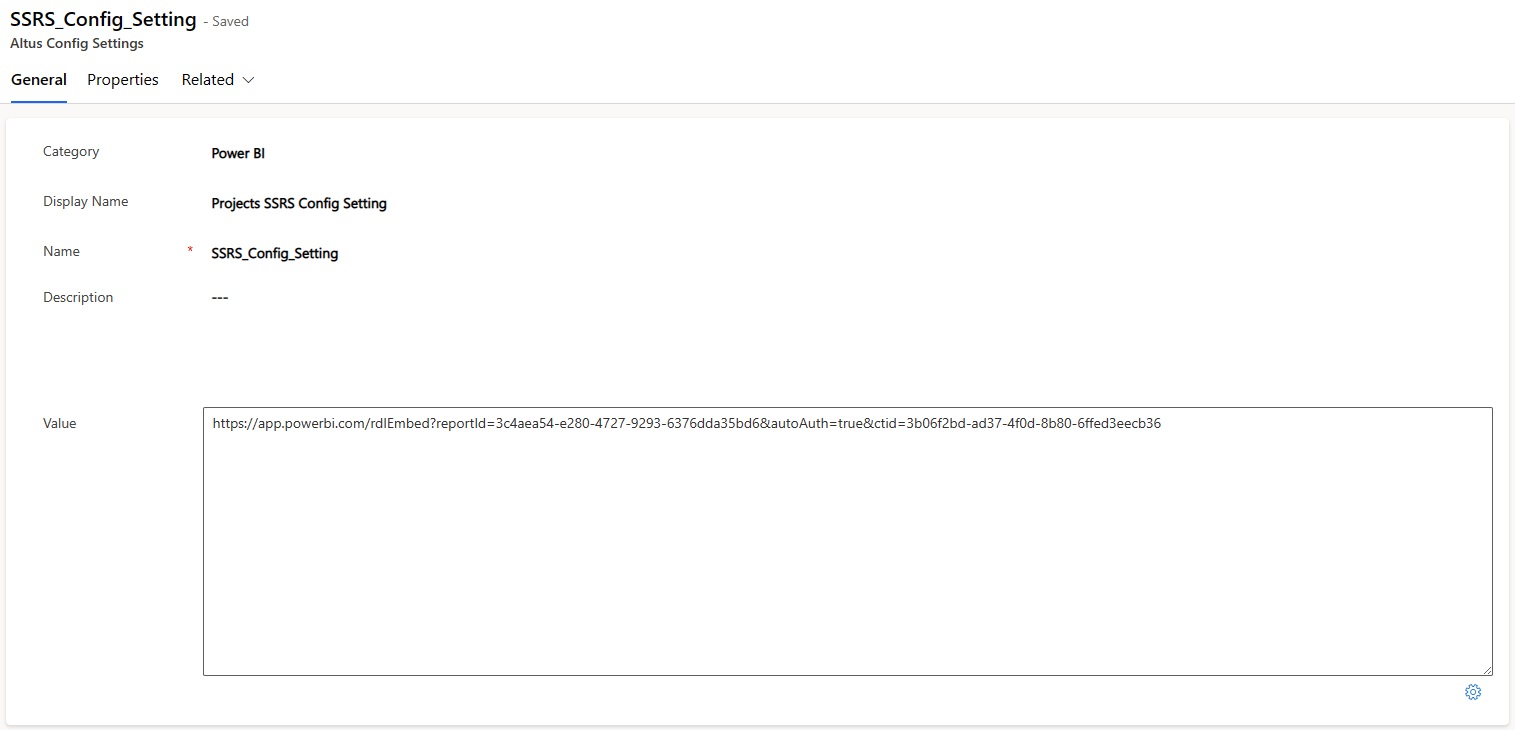 SSRS_Config_Setting - Saved
Altus Config Settings
General Properties Related
Category Power BI
Display Name Projects SSRS Config Setting
Name * SSRS_Config_Setting
Description ---
Value https://app.powerbi.com/rdlEmbed?reportId=3c4aea54-e280-4727-9293-6376dda35bd6&autoAuth=true&ctid=3b06f2bd-ad37-4f0d-8b80-6ffed3eecb36